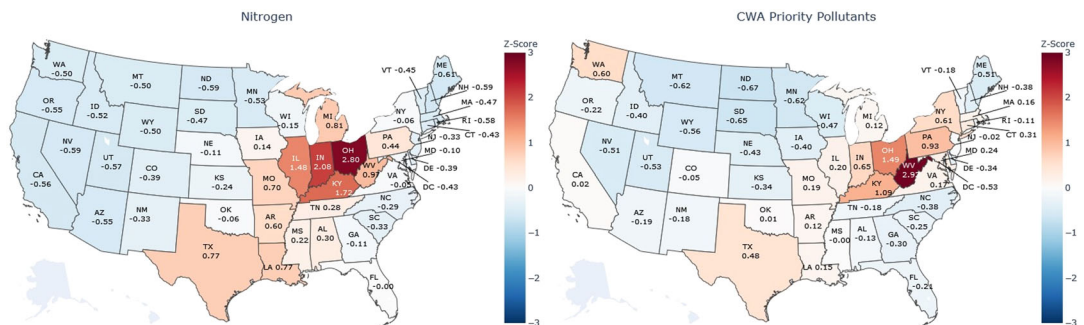 Nitrogen
WA
-0.50
OR
-0.55
CA
-0.56
ID
-0.52
NV
-0.59
MT
-0.50
WY
-0.50
UT
-0.57
AZ
-0.55
CO
-0.39
NM
-0.33
ND
-0.59
SD
-0.47
NE
-0.11
KS
-0.24
OK
-0.06
TX
0.77
MN
-0.53
IA
0.14
MO
0.70
AR
0.60
LA 0.77
WI
-0.15
IL
1.48
MI
0.81
IN
2.08
OH
2.80
KY
1.72
TN 0.28
MS
0.22
AL
0.30
GA
-0.11
FL
-0.00
SC
-0.33
NC
-0.29
VA
-0.05
WV
0.97
PA
0.44
NY
-0.06
VT -0.45
ME
-0.61
NH -0.59
MA -0.47
RI -0.58
CT -0.43
NJ -0.33
MD -0.10
DE -0.39
DC -0.43
Z-Score
3
2
1
0
−1
−2
−3
CWA Priority Pollutants
WA
0.60
OR
-0.22
CA
0.02
ID
-0.40
NV
-0.51
MT
-0.62
WY
-0.56
UT
-0.53
AZ
-0.19
CO
-0.05
NM
-0.18
ND
-0.67
SD
-0.65
NE
-0.43
KS
-0.34
OK
0.01
TX
0.48
MN
-0.62
IA
-0.40
MO
0.19
AR
0.12
LA 0.15
WI
-0.47
IL
0.20
MI
0.12
IN
0.65
OH
1.49
KY
1.09
TN -0.18
MS
-0.00
AL
-0.13
GA
-0.30
FL
-0.21
SC
-0.25
NC
-0.38
VA
0.17
WV
PA
0.93
NY
0.61
VT -0.18
ME
-0.51
NH -0.38
MA 0.16
RI -0.11
CT 0.31
NJ -0.02
MD 0.24
DE -0.34
DC -0.53
Z-Score
3
2
1
0
−1
−2
−3